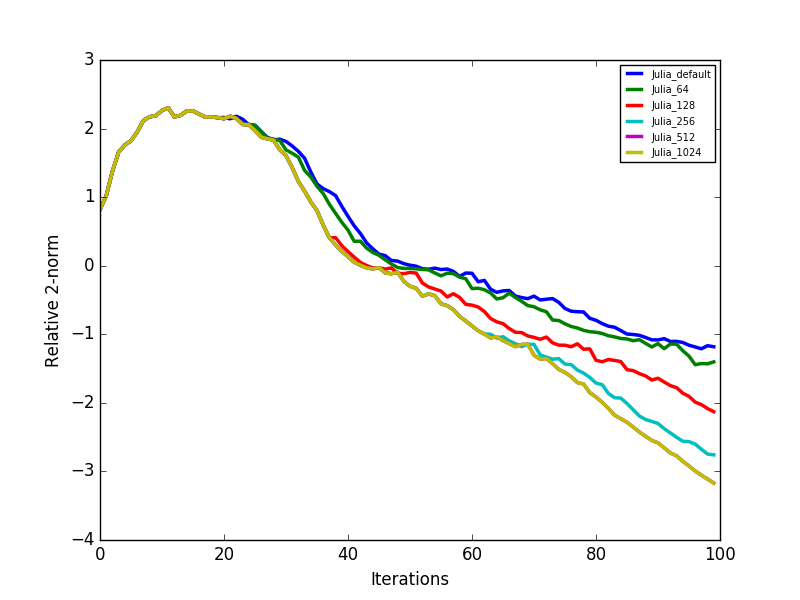 3
2
1
0
−1
−2
−3
−4
Relative 2-norm
Julia_default
Julia_64
Julia_128
Julia_256
Julia_512
Julia_1024
0 20 40 60 80 100
Iterations